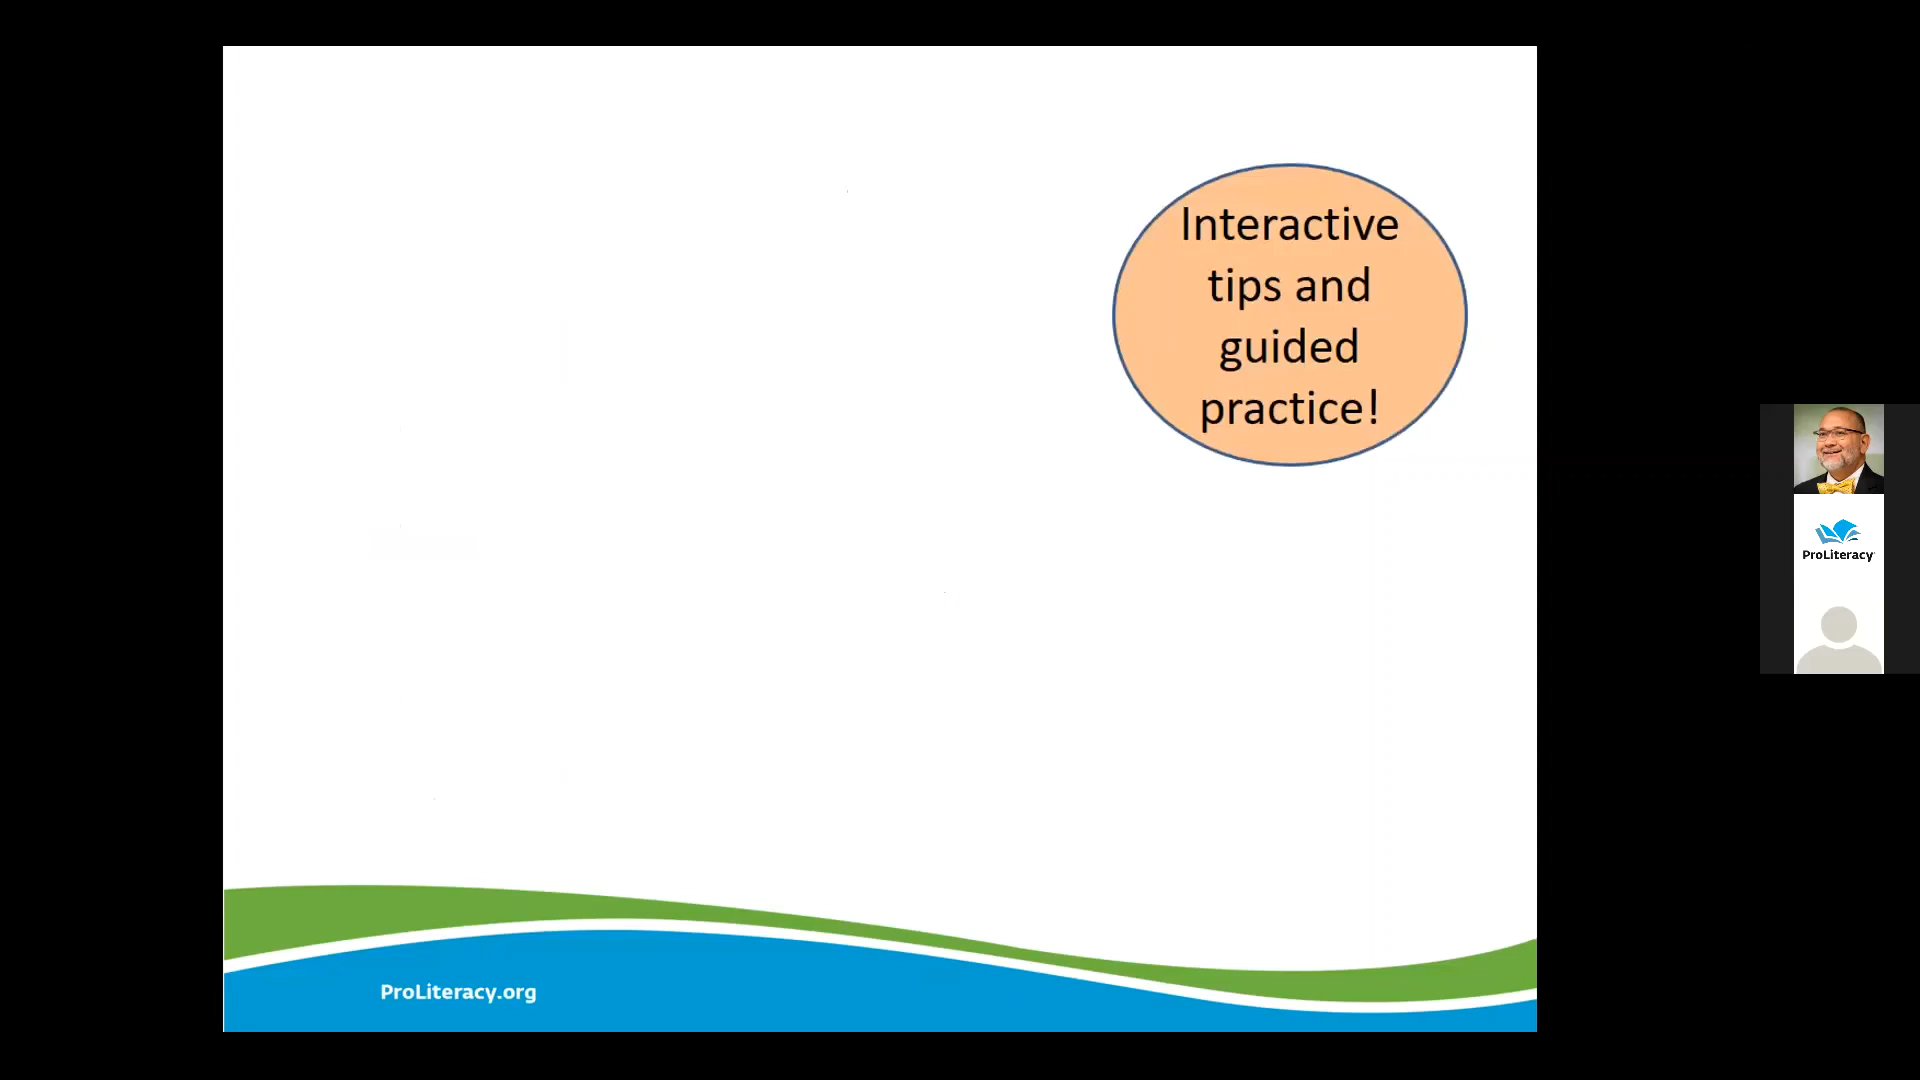 Interactive
tips and
guided
practice!
ProLiteracy
ProLiteracy.org